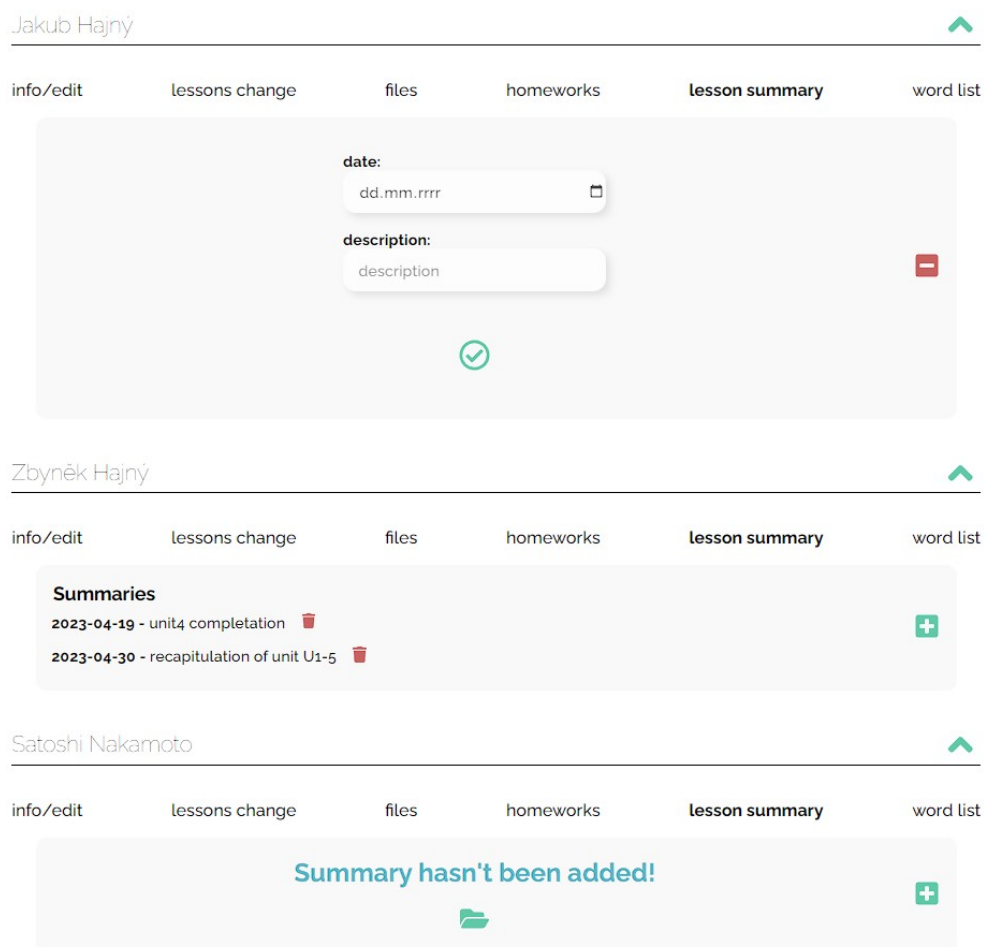 Jakub Hajný
info/edit lessons change files homeworks lesson summary word list
date:
dd.mm.rrrr
description:
description
Zbyněk Hajný
info/edit lessons change files homeworks lesson summary word list
Summaries
2023-04-19 - unit4 completation
2023-04-30 - recapitulation of unit U1-5
Satoshi Nakamoto
info/edit lessons change files homeworks lesson summary word list
Summary hasn't been added!